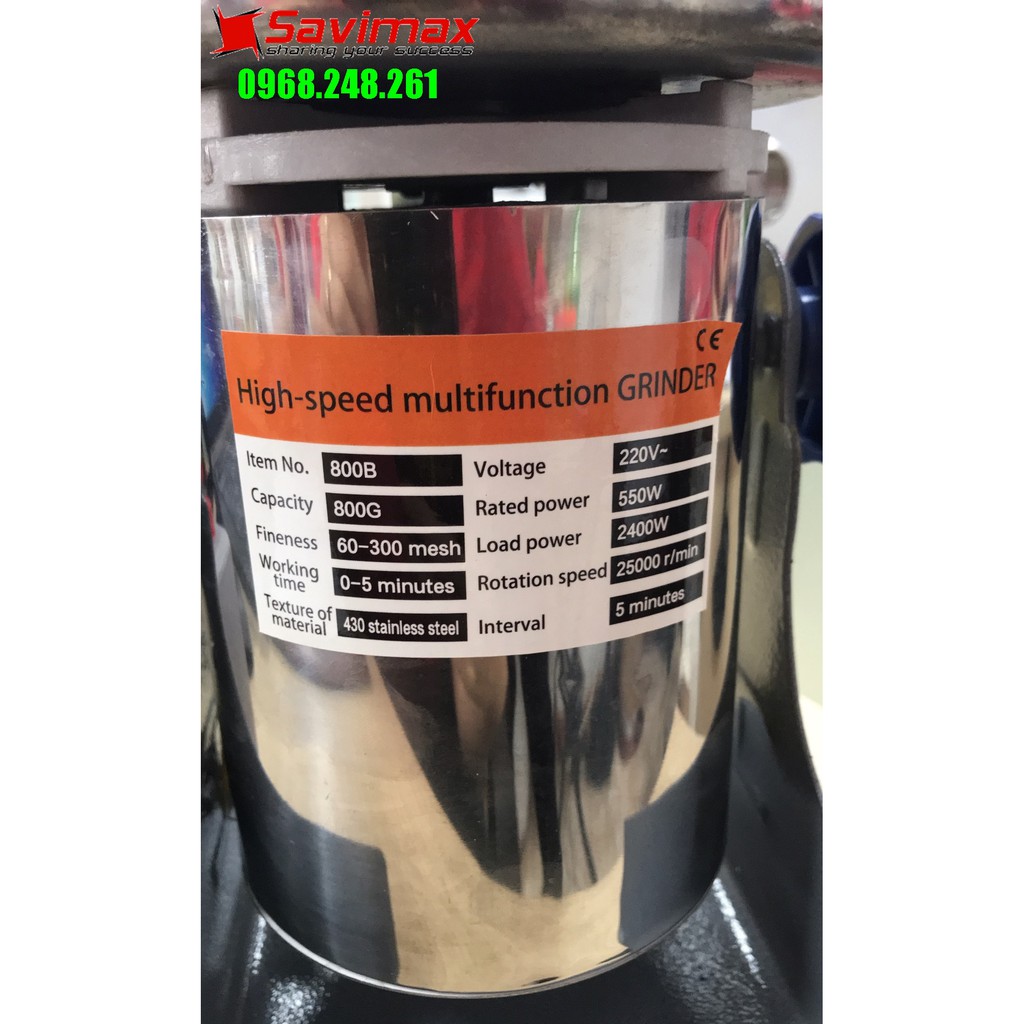 Savimax
sharing your success
0968.248.261
CE
High-speed multifunction GRINDER
Item No. 800B Voltage 220V~
Capacity 800G Rated power 550W
Fineness 60-300 mesh Load power 2400W
Working time 0-5 minutes Rotation speed 25000 r/min
Texture of material 430 stainless steel Interval 5 minutes